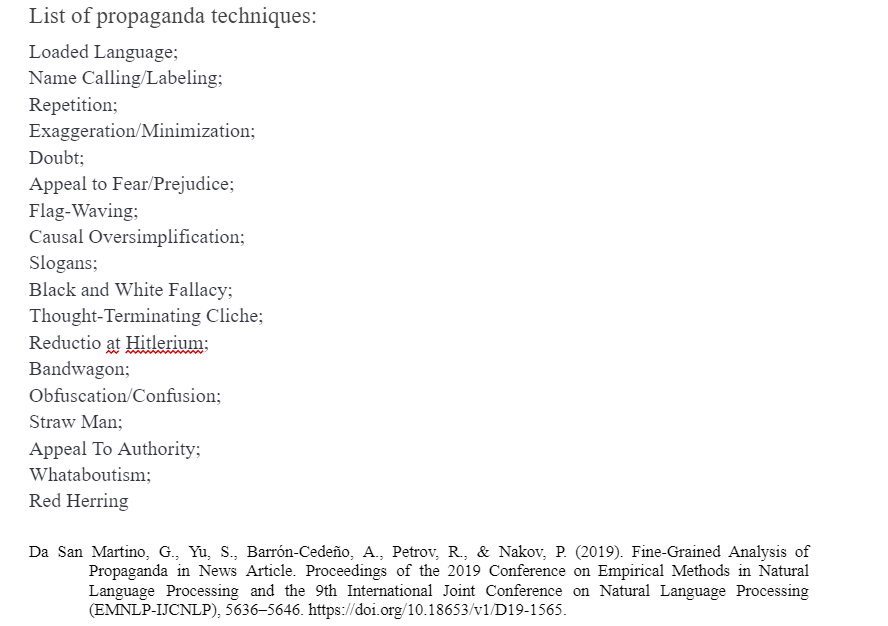 List of propaganda techniques:
Loaded Language;
Name Calling/Labeling;
Repetition;
Exaggeration/Minimization;
Doubt;
Appeal to Fear/Prejudice;
Flag-Waving;
Causal Oversimplification;
Slogans;
Black and White Fallacy;
Thought-Terminating Cliche;
Reductio at Hitlerium;
Bandwagon;
Obfuscation/Confusion;
Straw Man;
Appeal To Authority;
Whataboutism;
Red Herring
Da San Martino, G., Yu, S., Barrón-Cedeño, A., Petrov, R., & Nakov, P. (2019). Fine-Grained Analysis of
Propaganda in News Article. Proceedings of the 2019 Conference on Empirical Methods in Natural
Language Processing and the 9th International Joint Conference on Natural Language Processing
(EMNLP-IJCNLP), 5636–5646. https://doi.org/10.18653/v1/D19-1565.